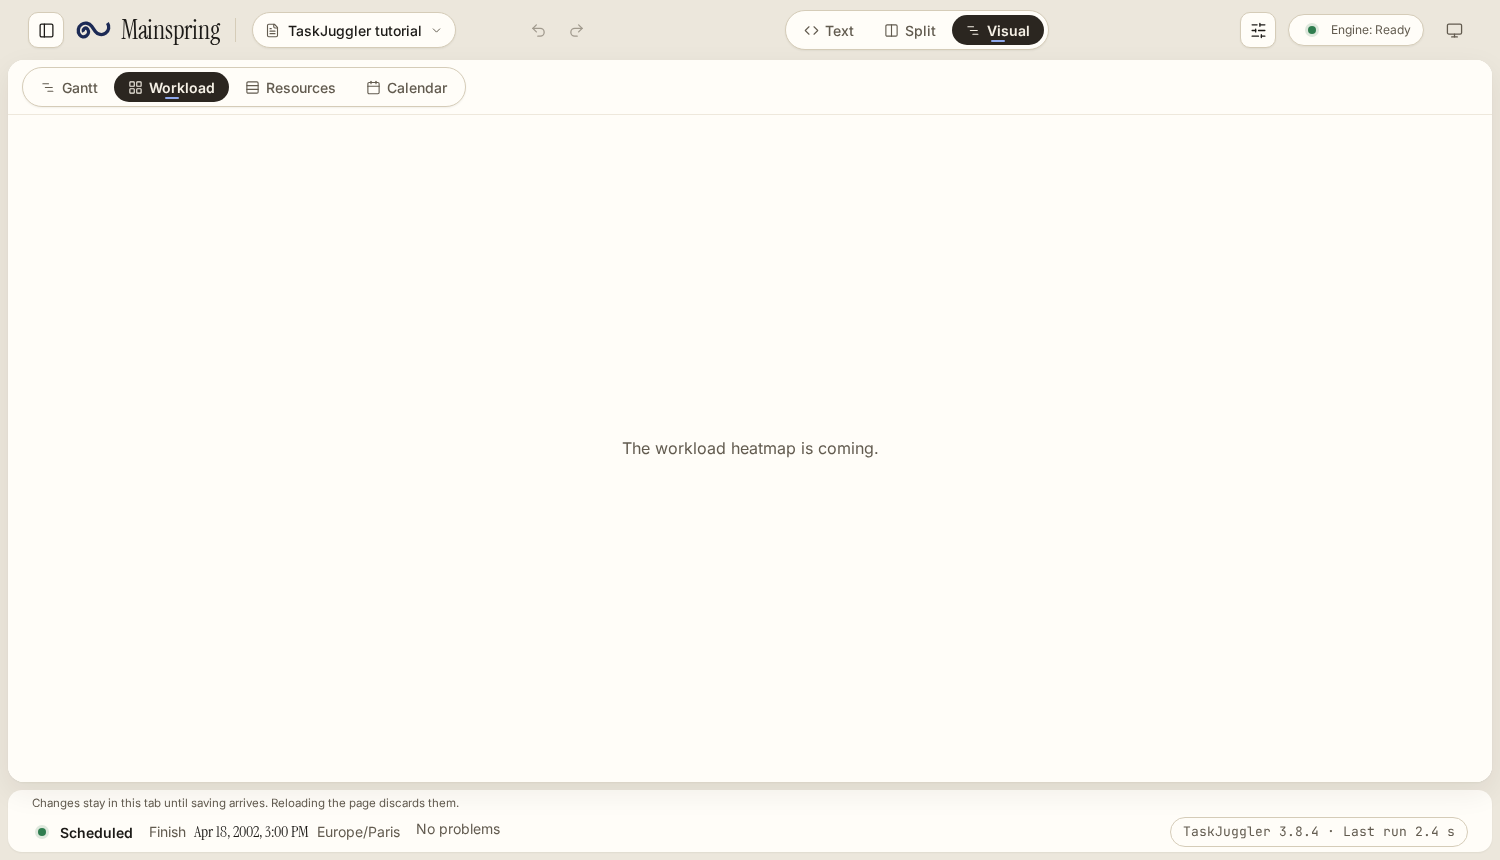 Mainspring
TaskJuggler tutorial
Text
Split
Visual
Engine: Ready
Gantt
Workload
Resources
Calendar
The workload heatmap is coming.
Changes stay in this tab until saving arrives. Reloading the page discards them.
Scheduled
Finish Apr 18, 2002, 3:00 PM Europe/Paris
No problems
TaskJuggler 3.8.4 · Last run 2.4 s